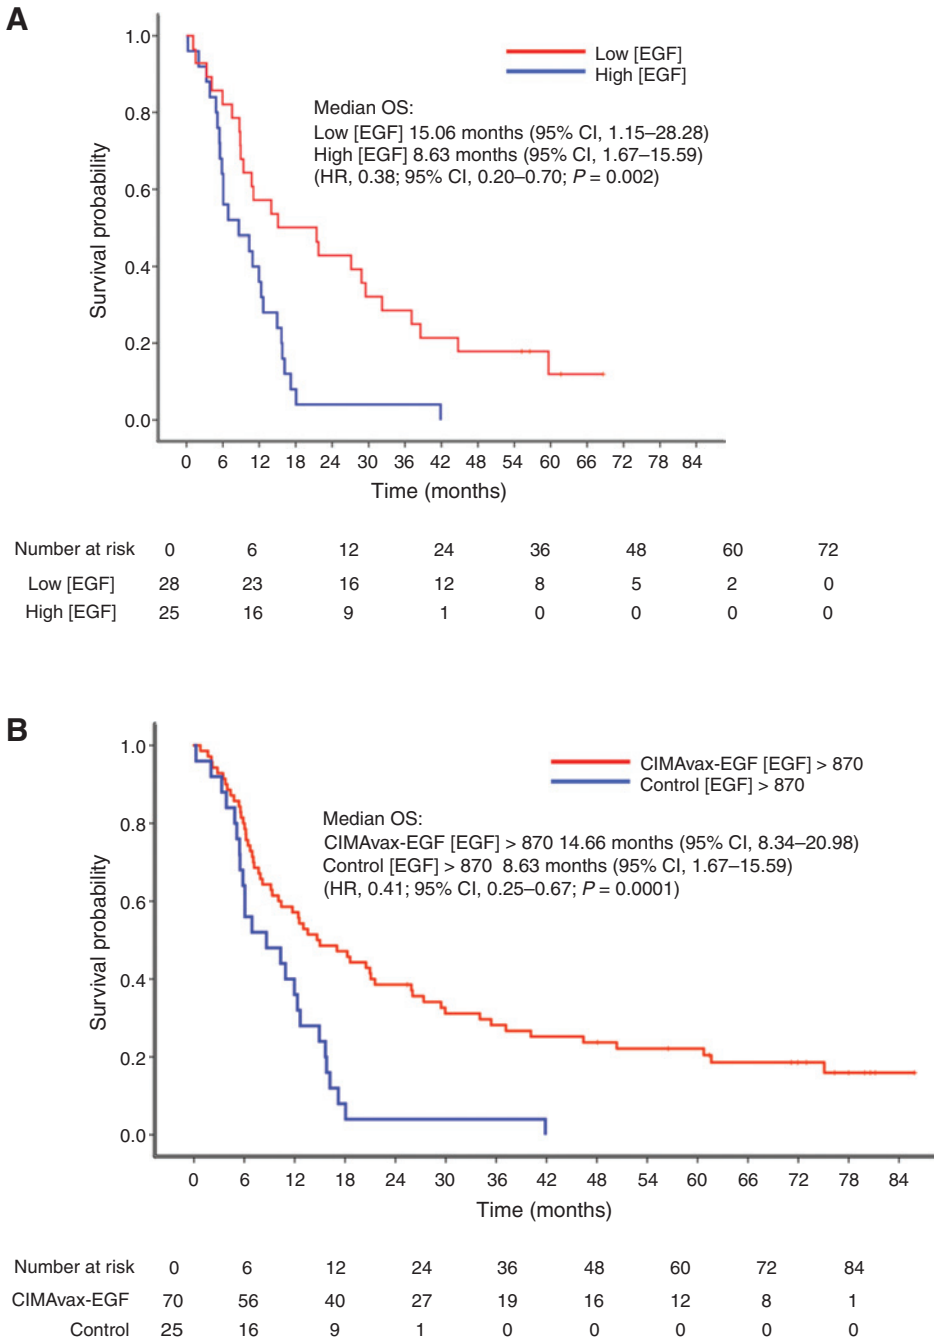 A
1.0
0.8
0.6
0.4
0.2
0.0
Survival probability
Low [EGF]
High [EGF]
Median OS:
Low [EGF] 15.06 months (95% CI, 1.15–28.28)
High [EGF] 8.63 months (95% CI, 1.67–15.59)
(HR, 0.38; 95% CI, 0.20–0.70; P = 0.002)
0 6 12 18 24 30 36 42 48 54 60 66 72 78 84
Time (months)
Number at risk 0 6 12 24 36 48 60 72
Low [EGF] 28 23 16 12 8 5 2 0
High [EGF] 25 16 9 1 0 0 0 0
B
1.0
0.8
0.6
0.4
0.2
0.0
Survival probability
CIMAvax-EGF [EGF] > 870
Control [EGF] > 870
Median OS:
CIMAvax-EGF [EGF] > 870 14.66 months (95% CI, 8.34–20.98)
Control [EGF] > 870 8.63 months (95% CI, 1.67–15.59)
(HR, 0.41; 95% CI, 0.25–0.67; P = 0.0001)
0 6 12 18 24 30 36 42 48 54 60 66 72 78 84
Time (months)
Number at risk 0 6 12 24 36 48 60 72 84
CIMAvax-EGF 70 56 40 27 19 16 12 8 1
Control 25 16 9 1 0 0 0 0 0